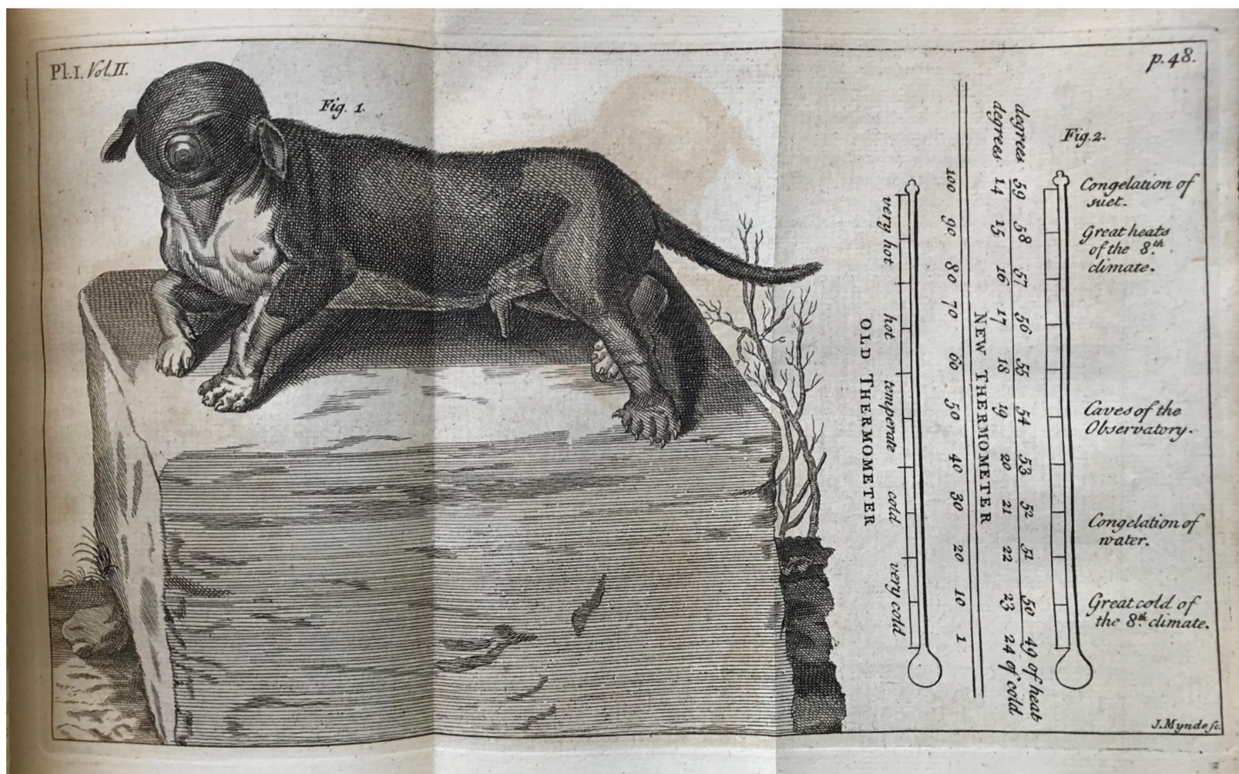 Pl.I. Vol.II.
p.48.
Fig. 1.
Fig.2.
very hot
hot
temperate
cold
very cold
OLD THERMOMETER
100 90 80 70 60 50 40 30 20 10 1
NEW THERMOMETER
degrees 14 15 16 17 18 19 20 21 22 23 24 of cold
degrees 59 58 57 56 55 54 53 52 51 50 49 of heat
Congelation of
suet.
Great heats
of the 8th
climate.
Caves of the
Observatory.
Congelation of
water.
Great cold of
the 8th climate.
J.Mynde sc.